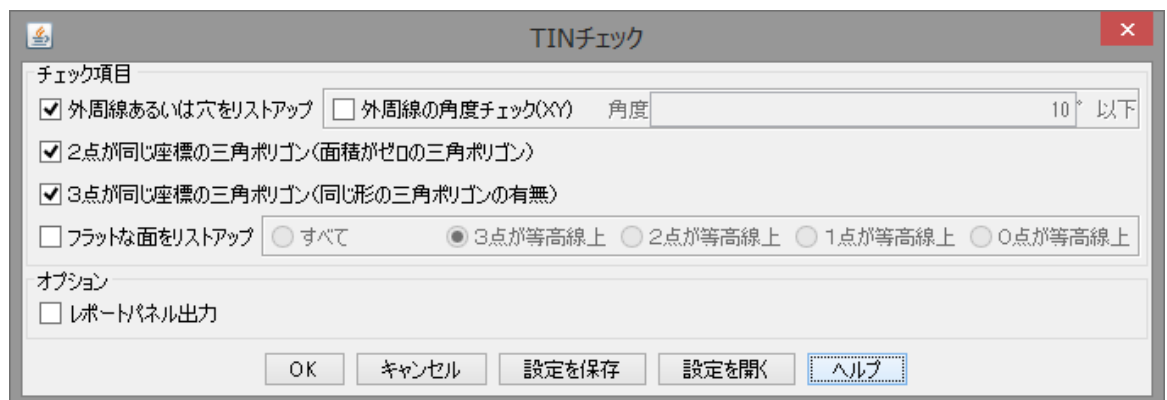 TINチェック
チェック項目
外周線あるいは穴をリストアップ 外周線の角度チェック(XY) 角度 10 ° 以下
2点が同じ座標の三角ポリゴン(面積がゼロの三角ポリゴン)
3点が同じ座標の三角ポリゴン(同じ形の三角ポリゴンの有無)
フラットな面をリストアップ すべて 3点が等高線上 2点が等高線上 1点が等高線上 0点が等高線上
オプション
レポートパネル出力
OK キャンセル 設定を保存 設定を開く ヘルプ